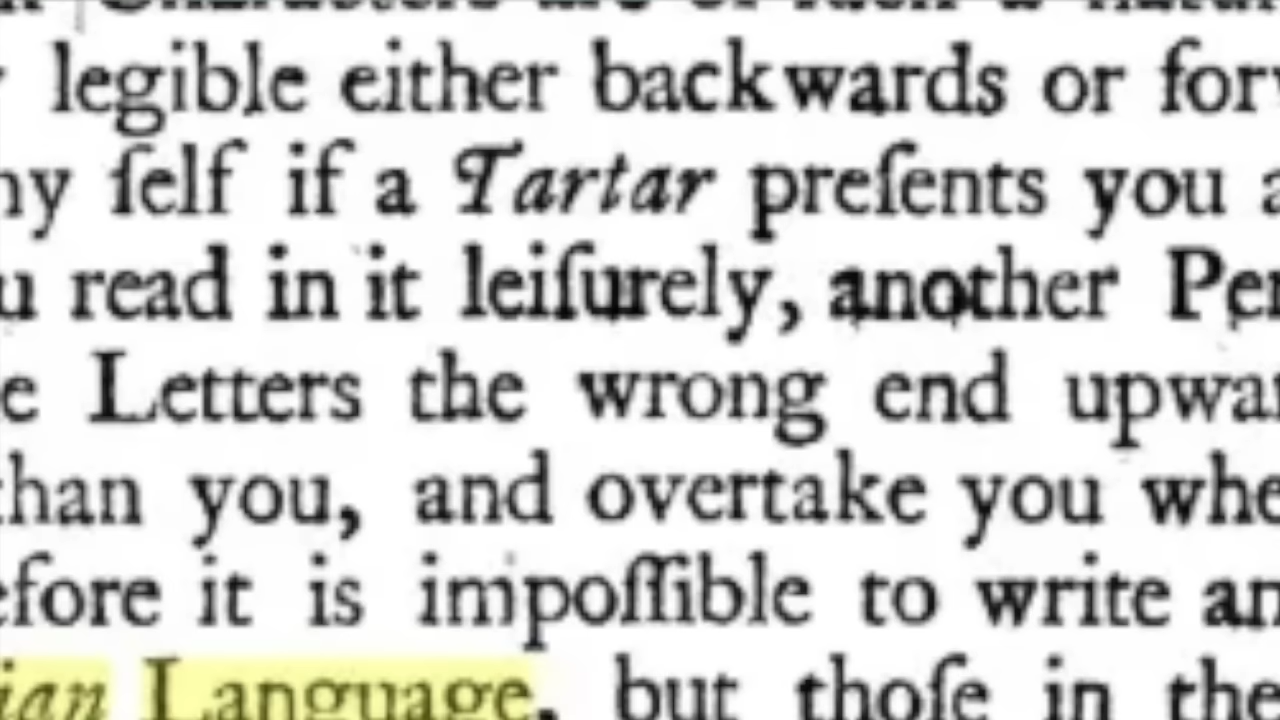 legible either backwards or for
ny ſelf if a Tartar preſents you a
u read in it leiſurely, another Per
e Letters the wrong end upwar
than you, and overtake you whe
efore it is impoſſible to write an
ian Language, but thoſe in the